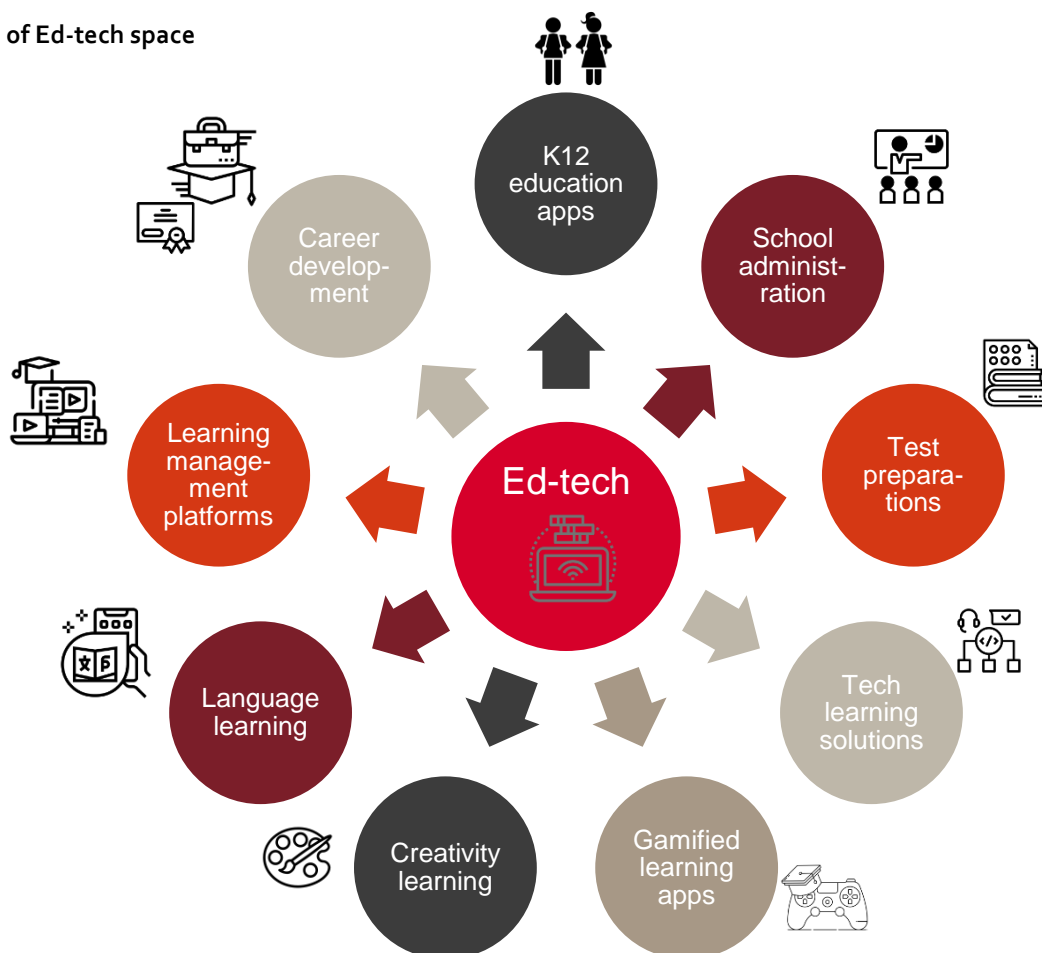 of Ed-tech space
K12
education
apps
School
administ-
ration
Test
prepara-
tions
Tech
learning
solutions
Gamified
learning
apps
Creativity
learning
Language
learning
Learning
manage-
ment
platforms
Career
develop-
ment
Ed-tech